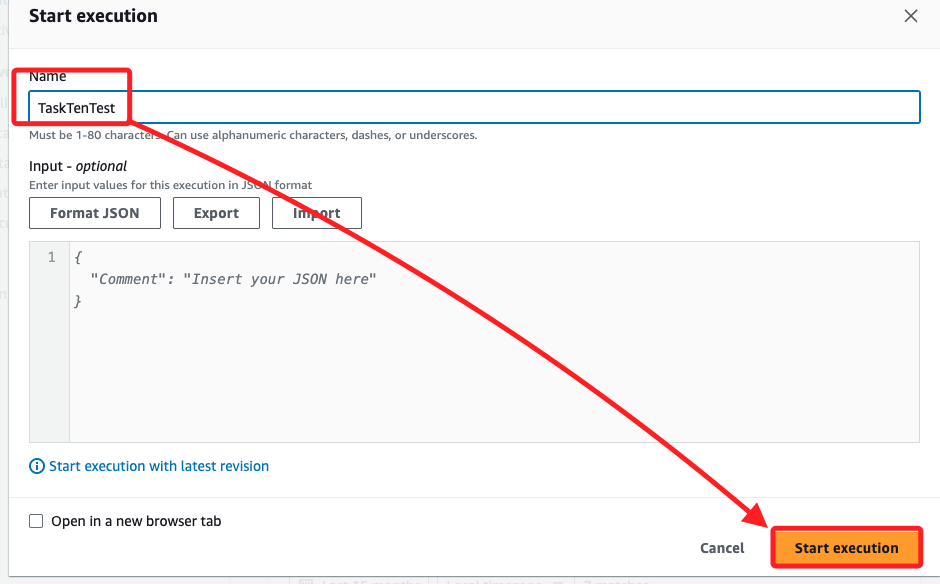 Start execution
Name
TaskTenTest
Must be 1-80 characters. Can use alphanumeric characters, dashes, or underscores.
Input - optional
Enter input values for this execution in JSON format
Format JSON Export Import
1 {
"Comment": "Insert your JSON here"
}
Start execution with latest revision
Open in a new browser tab
Cancel Start execution